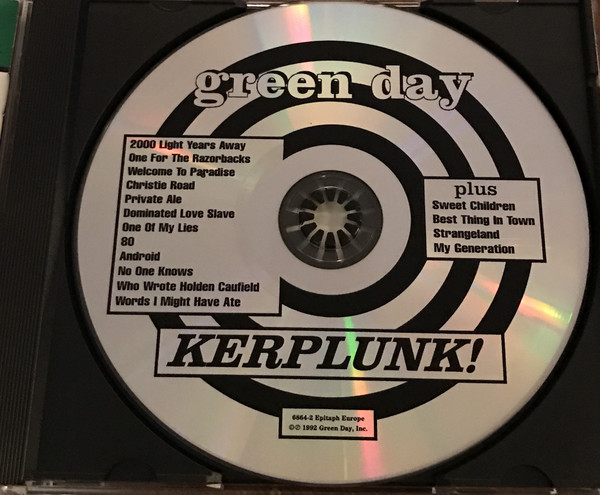 green day
2000 Light Years Away
One For The Razorbacks
Welcome To Paradise
Christie Road
Private Ale
Dominated Love Slave
One Of My Lies
80
Android
No One Knows
Who Wrote Holden Caufield
Words I Might Have Ate
plus
Sweet Children
Best Thing In Town
Strangeland
My Generation
KERPLUNK!
6864-2 Epitaph Europe
©℗ 1992 Green Day, Inc.